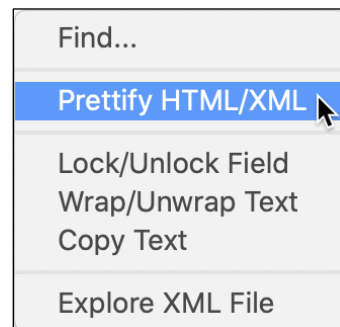 Find...
Prettify HTML/XML
Lock/Unlock Field
Wrap/Unwrap Text
Copy Text
Explore XML File